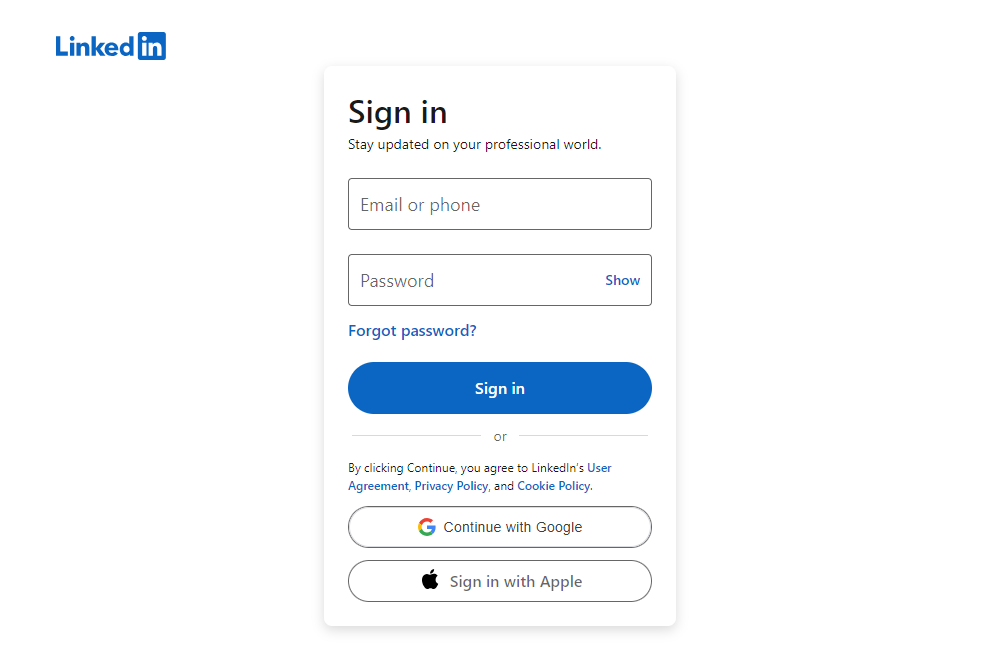 Linkedin
Sign in
Stay updated on your professional world.
Email or phone
Password
Show
Forgot password?
Sign in
or
By clicking Continue, you agree to LinkedIn's User
Agreement, Privacy Policy, and Cookie Policy.
Continue with Google
Sign in with Apple